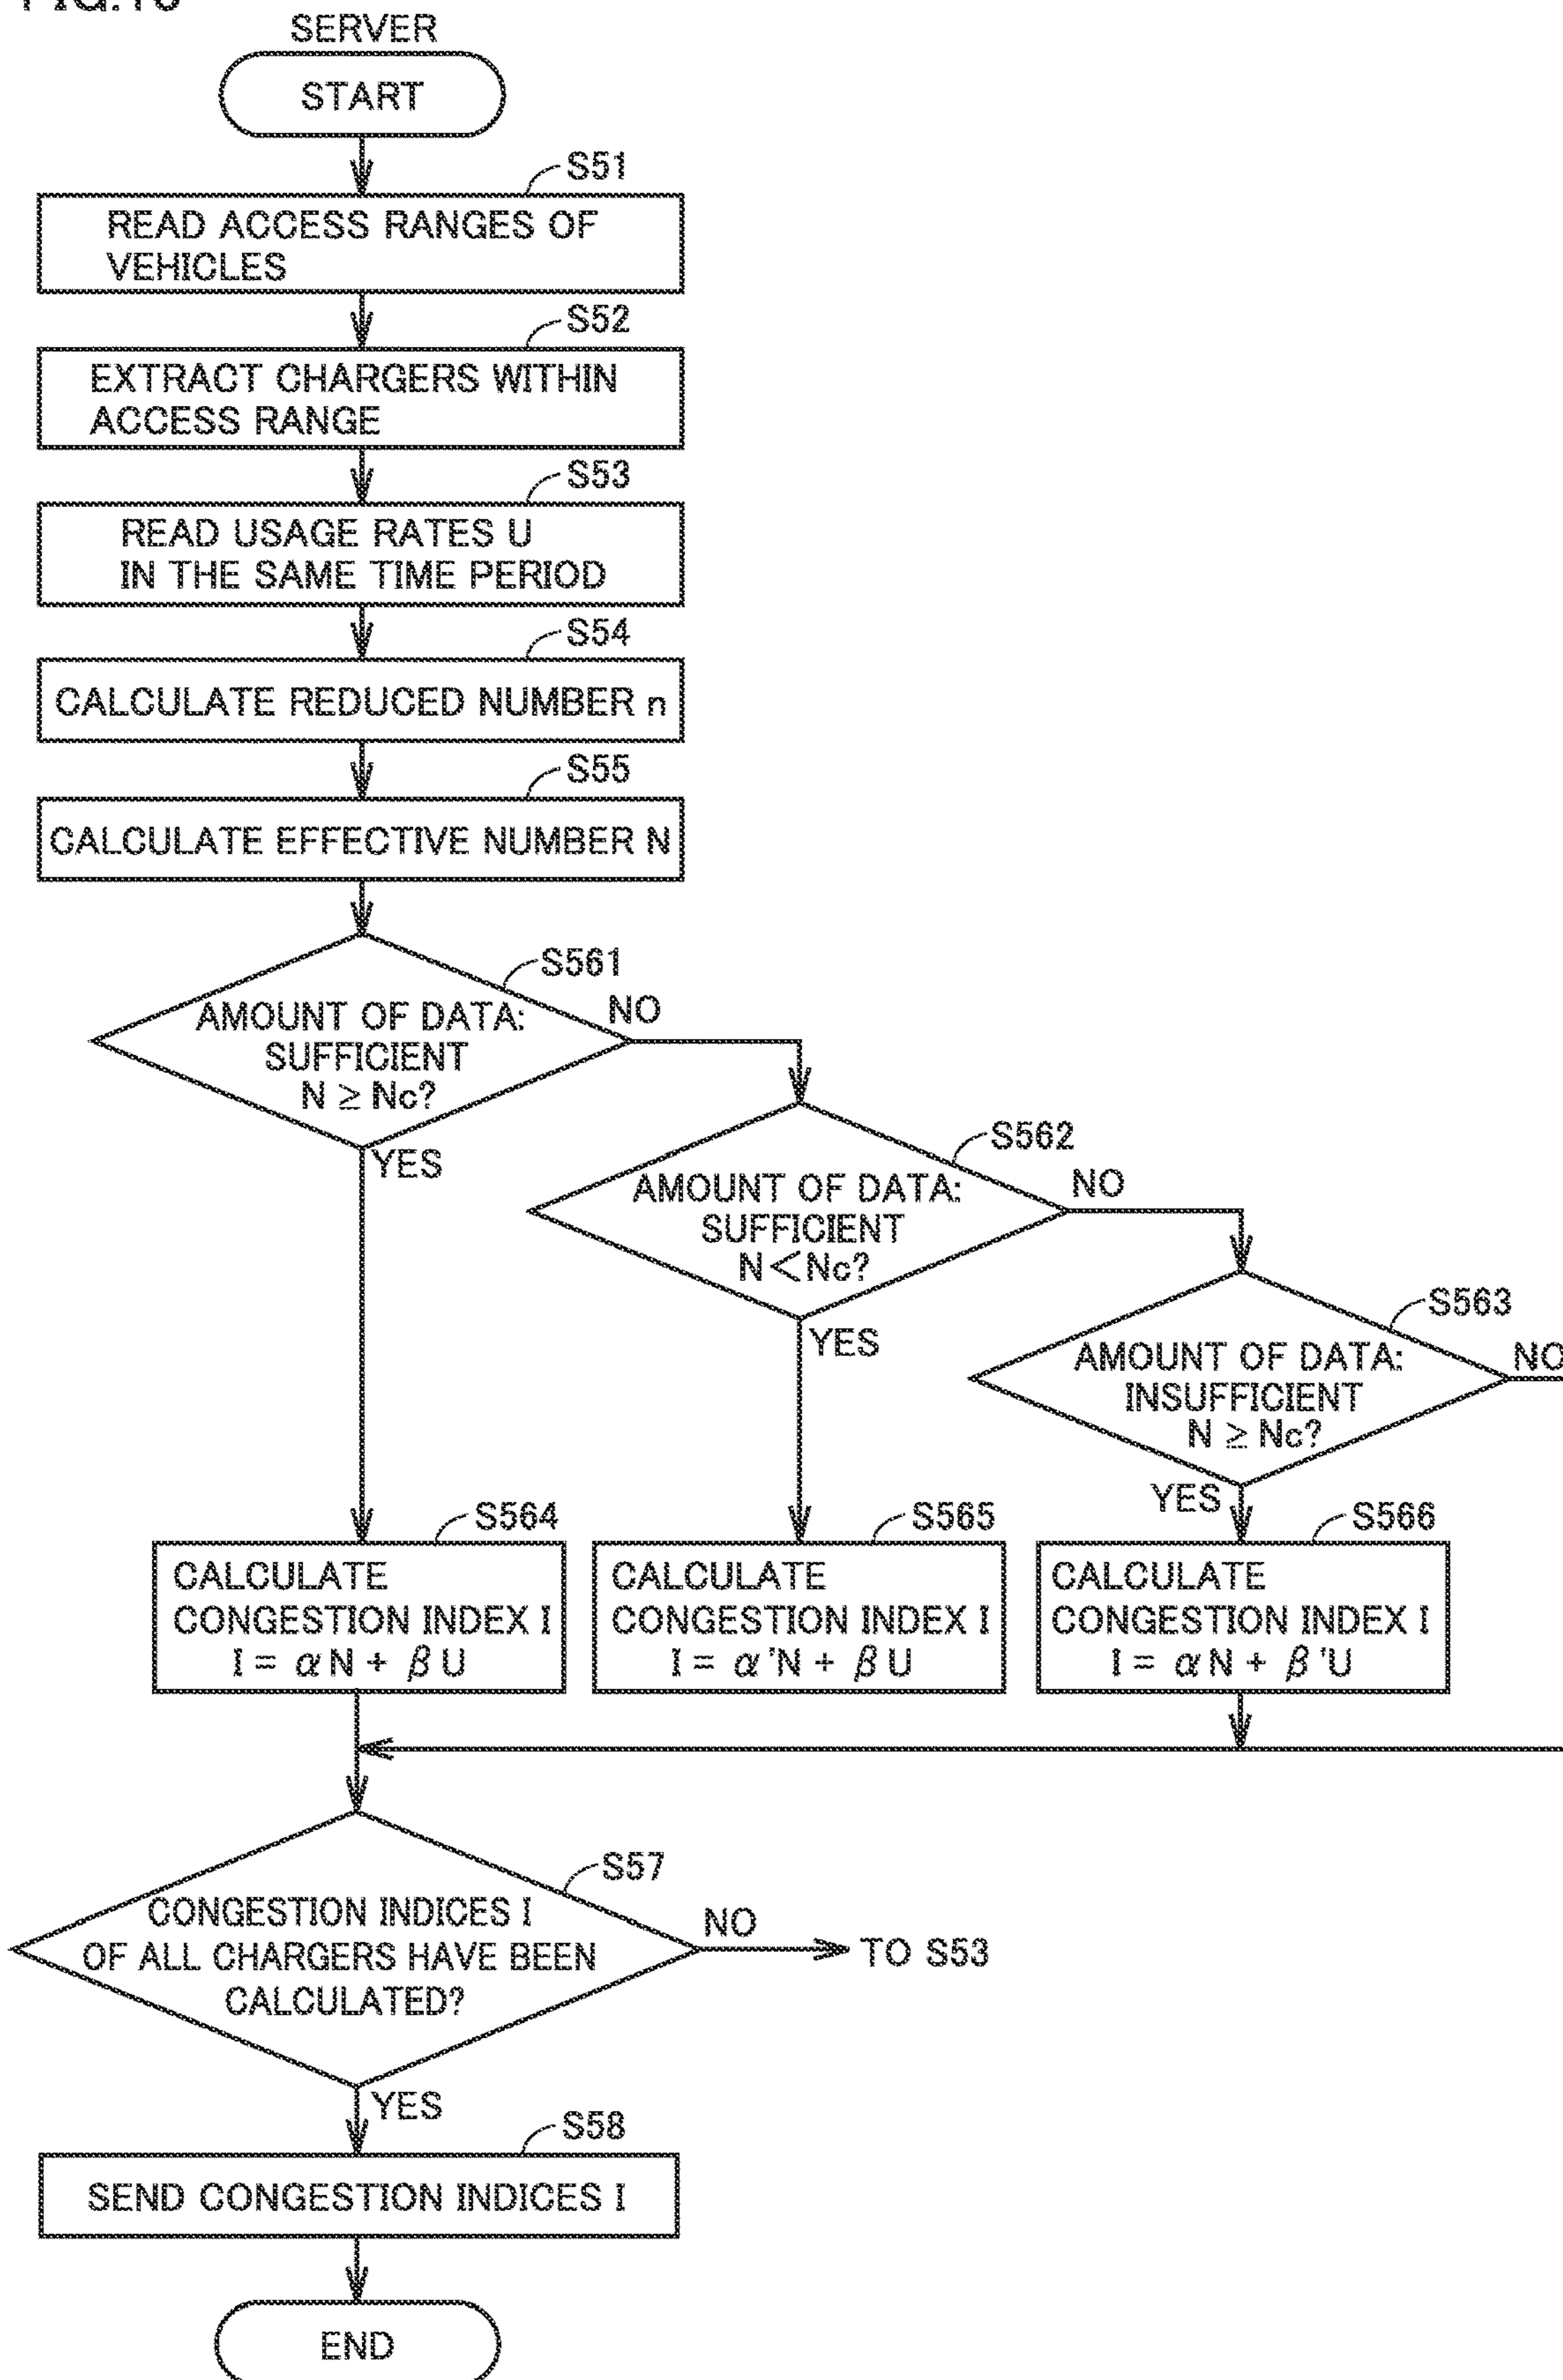 SERVER
START
S51
READ ACCESS RANGES OF
VEHICLES
S52
EXTRACT CHARGERS WITHIN
ACCESS RANGE
S53
READ USAGE RATES U
IN THE SAME TIME PERIOD
S54
CALCULATE REDUCED NUMBER n
S55
CALCULATE EFFECTIVE NUMBER N
S561
AMOUNT OF DATA:
SUFFICIENT
N ≥ Nc?
NO
YES
S562
AMOUNT OF DATA:
SUFFICIENT
N < Nc?
NO
YES
S563
AMOUNT OF DATA:
INSUFFICIENT
N ≥ Nc?
NO
YES
S564
CALCULATE
CONGESTION INDEX I
I = α N + β U
S565
CALCULATE
CONGESTION INDEX I
I = α 'N + β U
S566
CALCULATE
CONGESTION INDEX I
I = α N + β 'U
S57
CONGESTION INDICES I
OF ALL CHARGERS HAVE BEEN
CALCULATED?
NO
TO S53
YES
S58
SEND CONGESTION INDICES I
END